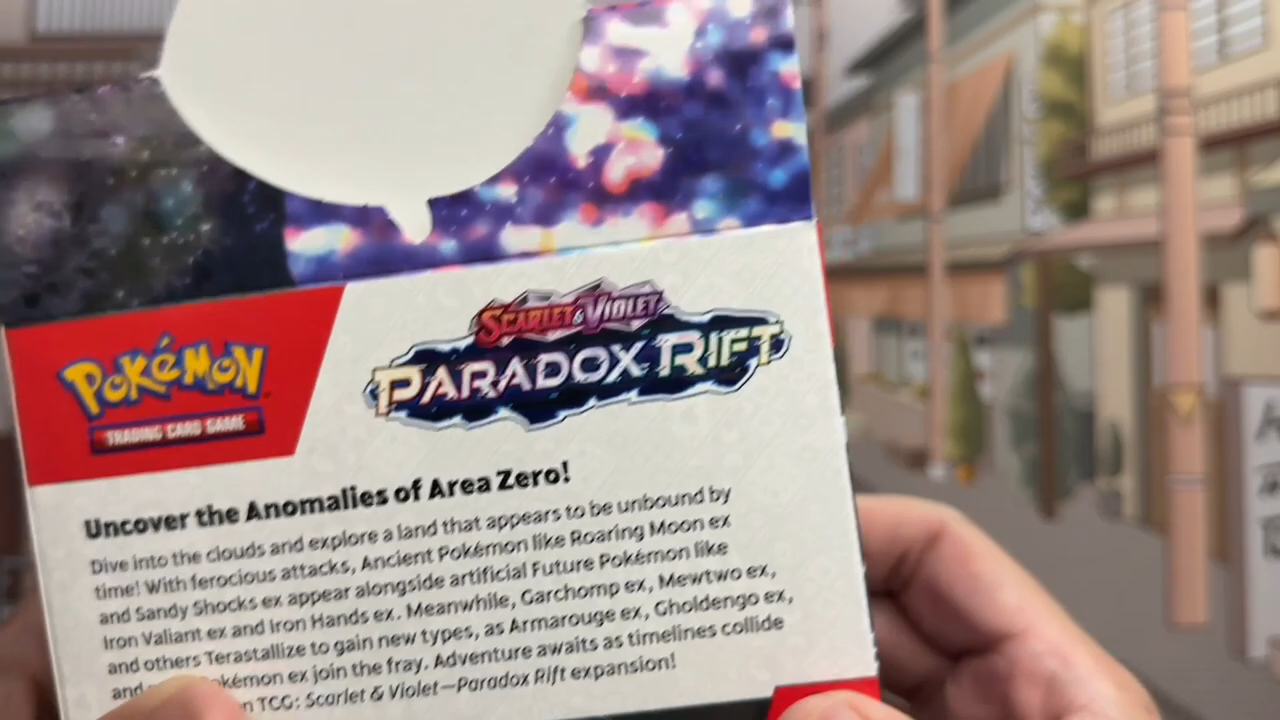 SCARLET & VIOLET
PARADOX RIFT
POKÉMON
TRADING CARD GAME
Uncover the Anomalies of Area Zero!
Dive into the clouds and explore a land that appears to be unbound by
time! With ferocious attacks, Ancient Pokémon like Roaring Moon ex
and Sandy Shocks ex appear alongside artificial Future Pokémon like
Iron Valiant ex and Iron Hands ex. Meanwhile, Garchomp ex, Mewtwo ex,
and others Terastallize to gain new types, as Armarouge ex, Gholdengo ex,
and kémon ex join the fray. Adventure awaits as timelines collide
n TCG: Scarlet & Violet—Paradox Rift expansion!